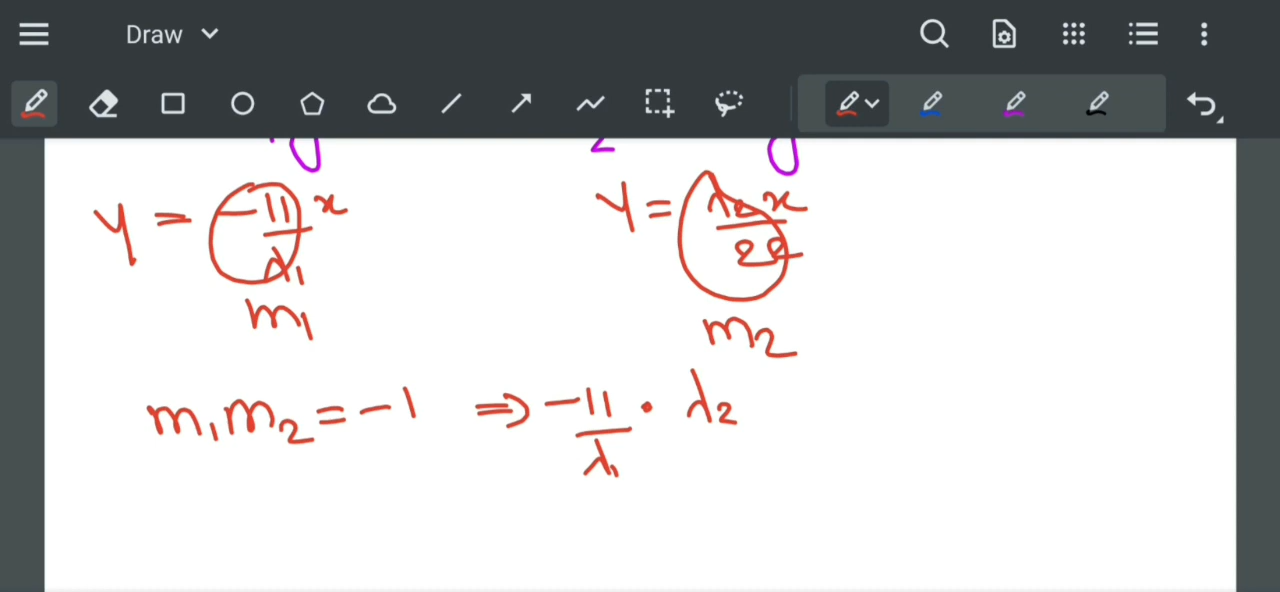 Draw
y = -11/λ₁ x    y = λ₂x/22
m₁    m₂
m₁m₂ = -1 ⇒ -11/λ₁ · λ₂